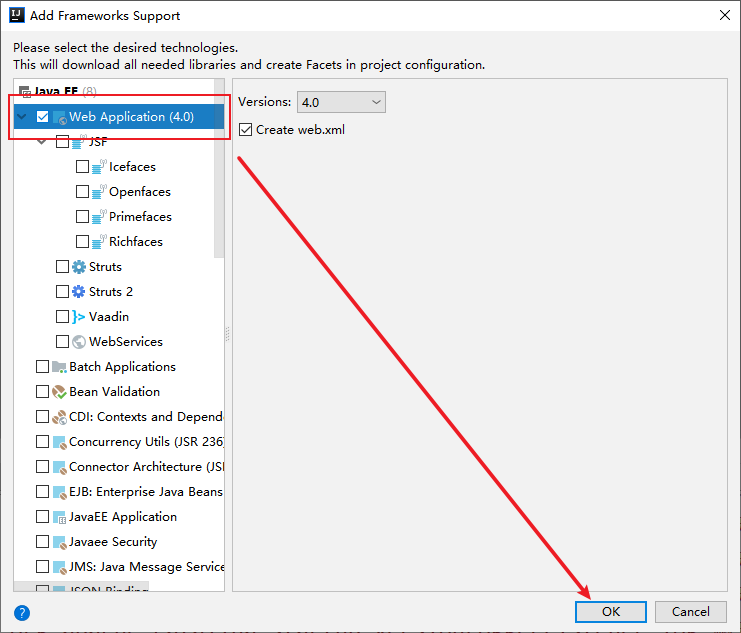 Add Frameworks Support
Please select the desired technologies.
This will download all needed libraries and create Facets in project configuration.
Java EE (8)
Web Application (4.0)
JSF
Icefaces
Openfaces
Primefaces
Richfaces
Struts
Struts 2
Vaadin
WebServices
Batch Applications
Bean Validation
CDI: Contexts and Depend
Concurrency Utils (JSR 236
Connector Architecture (JS
EJB: Enterprise Java Beans
JavaEE Application
Javaee Security
JMS: Java Message Service
JSON Binding
Versions: 4.0
Create web.xml
?
OK
Cancel